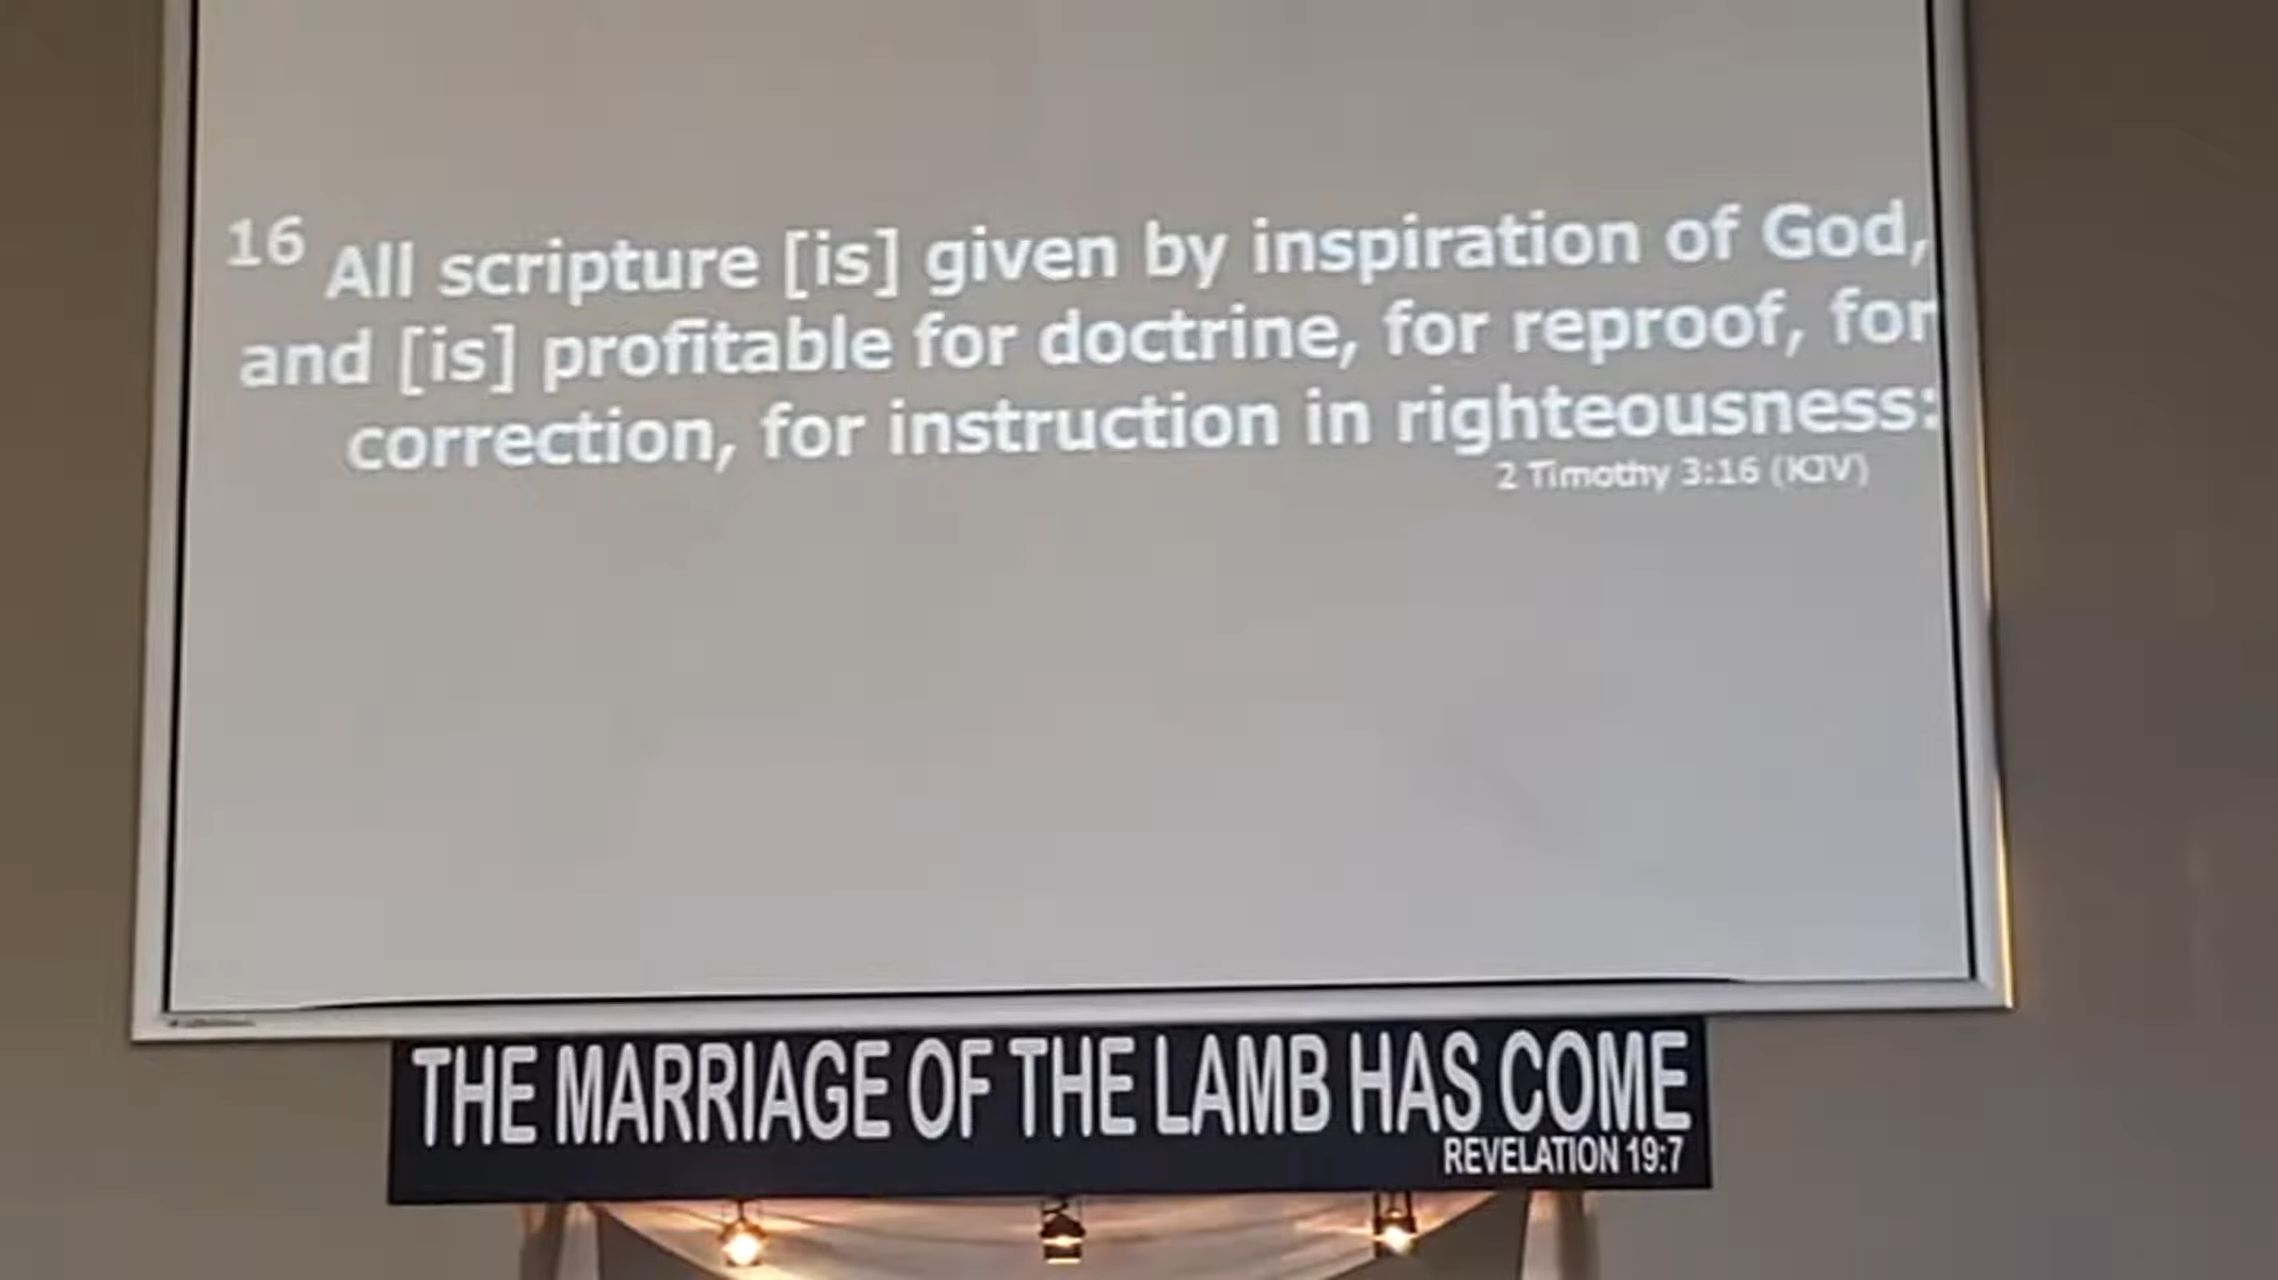 16 All scripture [is] given by inspiration of God,
and [is] profitable for doctrine, for reproof, for
correction, for instruction in righteousness:
2 Timothy 3:16 (KJV)
THE MARRIAGE OF THE LAMB HAS COME
REVELATION 19:7